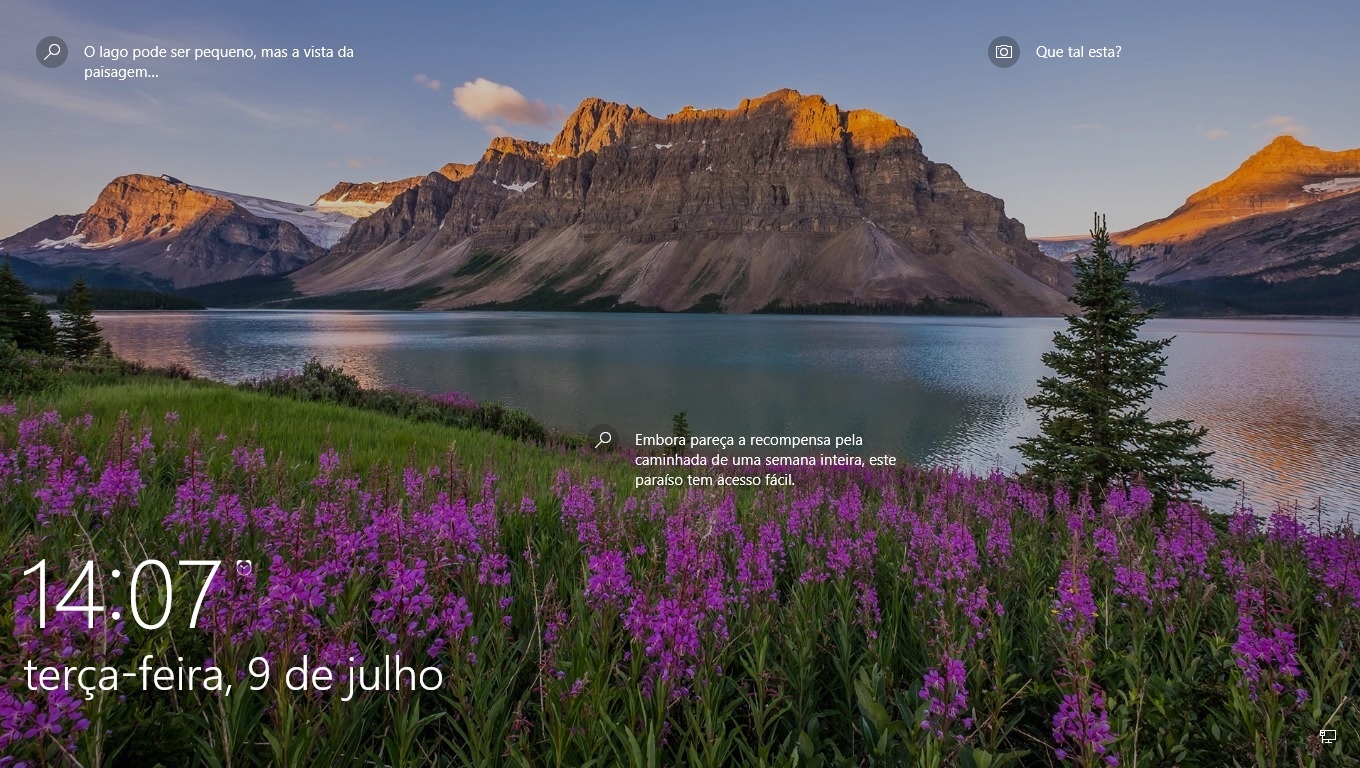 O lago pode ser pequeno, mas a vista da
paisagem...
Que tal esta?
Embora pareça a recompensa pela
caminhada de uma semana inteira, este
paraíso tem acesso fácil.
14:07
terça-feira, 9 de julho